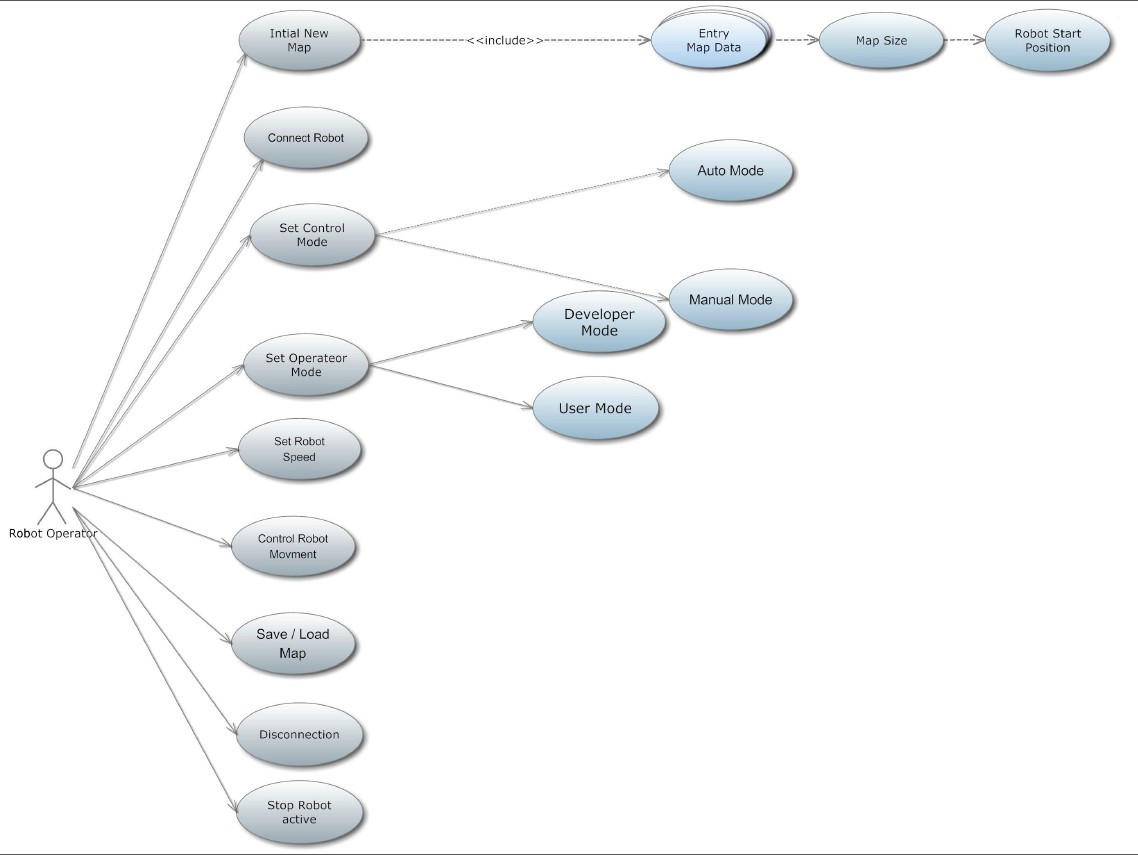 Intial New
Map
<<include>>
Entry
Map Data
Map Size
Robot Start
Position
Connect Robot
Auto Mode
Set Control
Mode
Manual Mode
Developer
Mode
Set Operateor
Mode
User Mode
Set Robot
Speed
Robot Operator
Control Robot
Movment
Save / Load
Map
Disconnection
Stop Robot
active